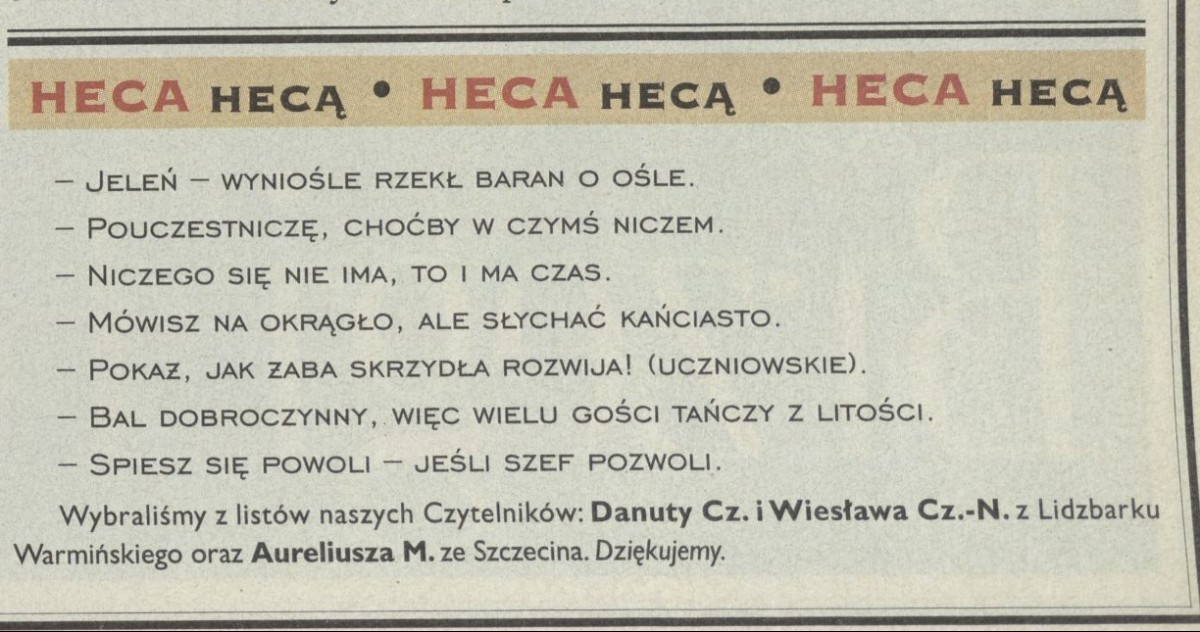 HECA HECĄ • HECA HECĄ • HECA HECĄ
– JELEŃ – WYNIOŚLE RZEKŁ BARAN O OŚLE.
– POUCZESTNICZĘ, CHOĆBY W CZYMŚ NICZEM.
– NICZEGO SIĘ NIE IMA, TO I MA CZAS.
– MÓWISZ NA OKRĄGŁO, ALE SŁYCHAĆ KAŃCIASTO.
– POKAŻ, JAK ŻABA SKRZYDŁA ROZWIJA! (UCZNIOWSKIE).
– BAL DOBROCZYNNY, WIĘC WIELU GOŚCI TAŃCZY Z LITOŚCI.
– SPIESZ SIĘ POWOLI – JEŚLI SZEF POZWOLI.
Wybraliśmy z listów naszych Czytelników: Danuty Cz. i Wiesława Cz.-N. z Lidzbarku
Warmińskiego oraz Aureliusza M. ze Szczecina. Dziękujemy.